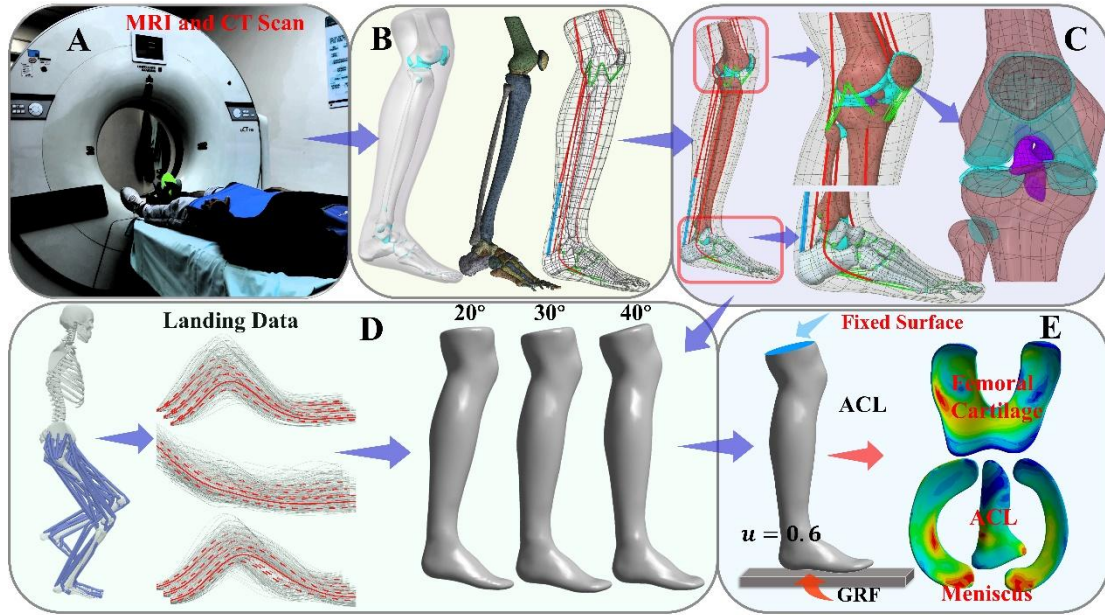 MRI and CT Scan
A
B
C
Landing Data
D
20°
30°
40°
Fixed Surface
E
ACL
u = 0.6
GRF
Femoral
Cartilage
ACL
Meniscus